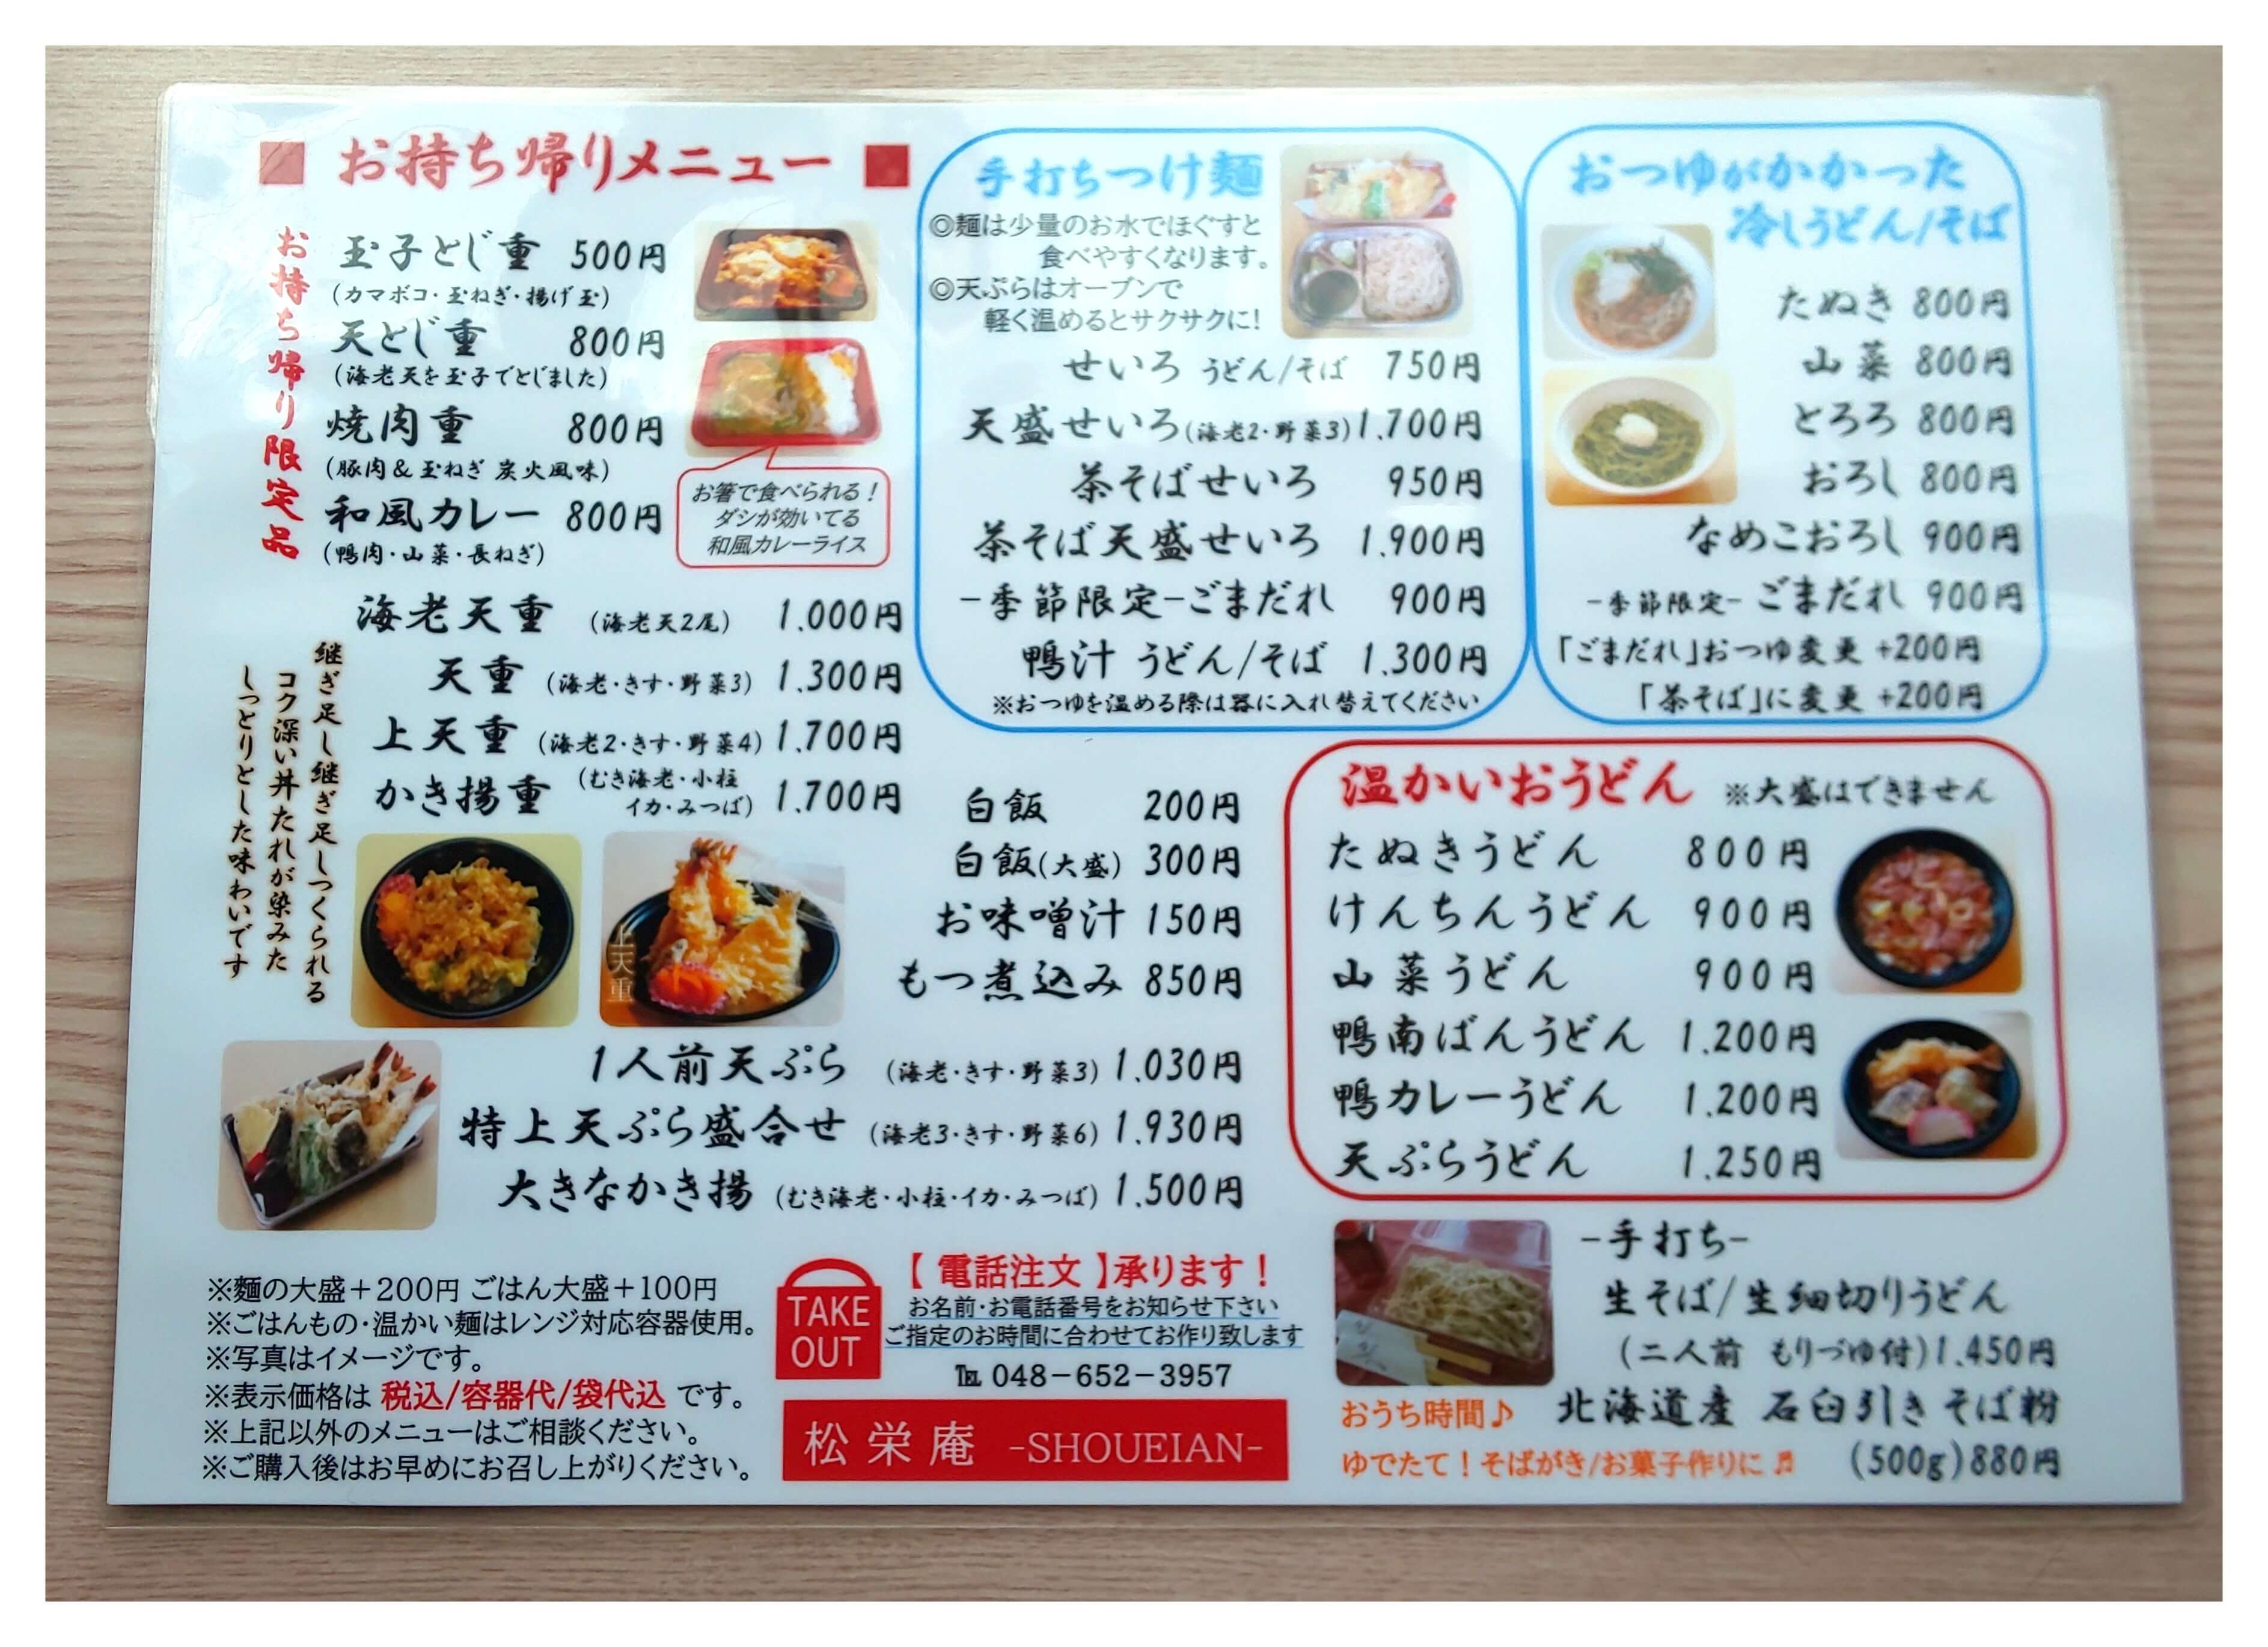 ■ お持ち帰りメニュー ■
お持ち帰り限定品
玉子とじ重 500円
(カマボコ・玉ねぎ・揚げ玉)
天とじ重 800円
(海老天を玉子でとじました)
焼肉重 800円
(豚肉&玉ねぎ 炭火風味)
和風カレー 800円
(鴨肉・山菜・長ねぎ)
お箸で食べられる!
ダシが効いてる
和風カレーライス
海老天重 (海老天2尾) 1.000円
天重 (海老・きす・野菜3) 1.300円
上天重 (海老2・きす・野菜4) 1.700円
かき揚重 (むき海老・小柱
イカ・みつば) 1.700円
継ぎ足し継ぎ足しつくられる
コク深い丼たれが染みた
しっとりとした味わいです
上天重
白飯 200円
白飯(大盛) 300円
お味噌汁 150円
もつ煮込み 850円
1人前天ぷら (海老・きす・野菜3) 1.030円
特上天ぷら盛合せ (海老3・きす・野菜6) 1.930円
大きなかき揚 (むき海老・小柱・イカ・みつば) 1.500円
手打ちつけ麺
◎麺は少量のお水でほぐすと
食べやすくなります。
◎天ぷらはオーブンで
軽く温めるとサクサクに!
せいろ うどん/そば 750円
天盛せいろ(海老2・野菜3) 1.700円
茶そばせいろ 950円
茶そば天盛せいろ 1.900円
-季節限定-ごまだれ 900円
鴨汁 うどん/そば 1.300円
※おつゆを温める際は器に入れ替えてください
おつゆがかかった
冷しうどん/そば
たぬき 800円
山菜 800円
とろろ 800円
おろし 800円
なめこおろし 900円
-季節限定- ごまだれ 900円
「ごまだれ」おつゆ変更 +200円
「茶そば」に変更 +200円
温かいおうどん ※大盛はできません
たぬきうどん 800円
けんちんうどん 900円
山菜うどん 900円
鴨南ばんうどん 1.200円
鴨カレーうどん 1.200円
天ぷらうどん 1.250円
-手打ち-
生そば/生細切りうどん
(二人前 もりづゆ付) 1.450円
おうち時間♪ 北海道産 石臼引き そば粉
ゆでたて!そばがき/お菓子作りに♬ (500g) 880円
※麺の大盛+200円 ごはん大盛+100円
※ごはんもの・温かい麺はレンジ対応容器使用。
※写真はイメージです。
※表示価格は 税込/容器代/袋代込 です。
※上記以外のメニューはご相談ください。
※ご購入後はお早めにお召し上がりください。
TAKE
OUT
【 電話注文 】承ります!
お名前・お電話番号をお知らせ下さい
ご指定のお時間に合わせてお作り致します
℡ 048-652-3957
松栄庵 -SHOUEIAN-